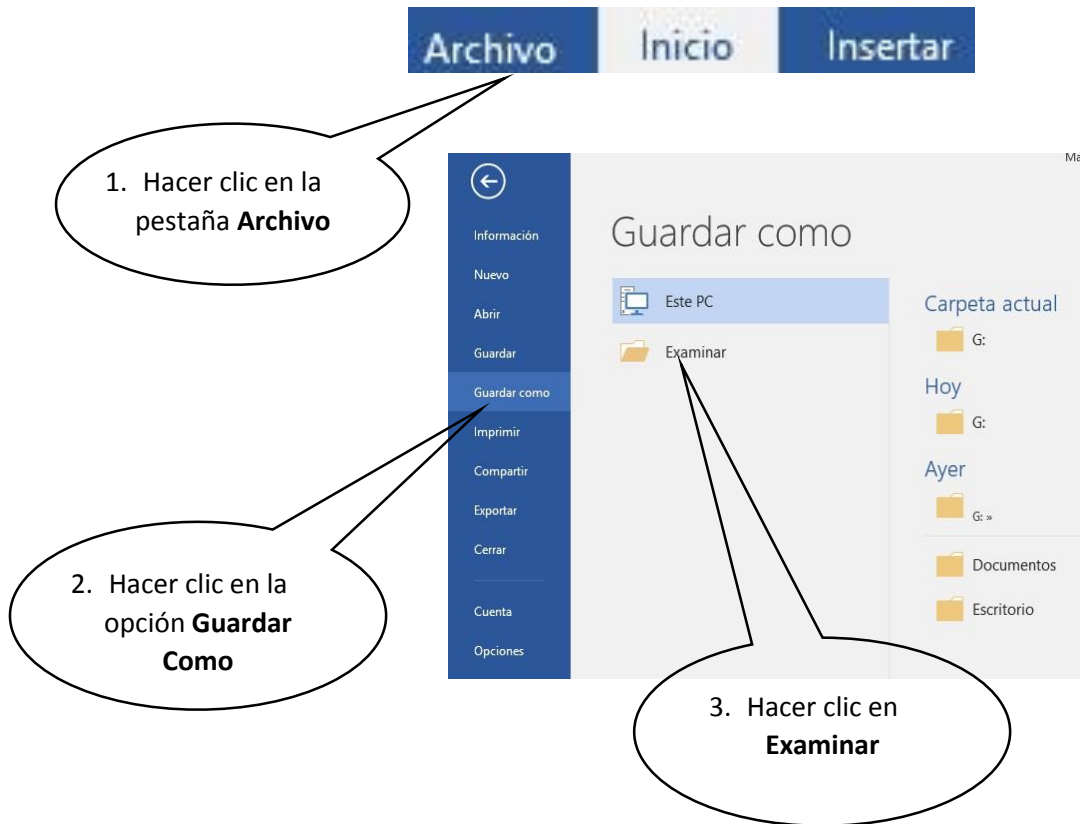 Archivo Inicio Insertar
1. Hacer clic en la
pestaña Archivo
Ma
Información
Nuevo
Abrir
Guardar
Guardar como
Imprimir
Compartir
Exportar
Cerrar
Cuenta
Opciones
Guardar como
Este PC
Examinar
Carpeta actual
G:
Hoy
G:
Ayer
G: »
Documentos
Escritorio
2. Hacer clic en la
opción Guardar
Como
3. Hacer clic en
Examinar